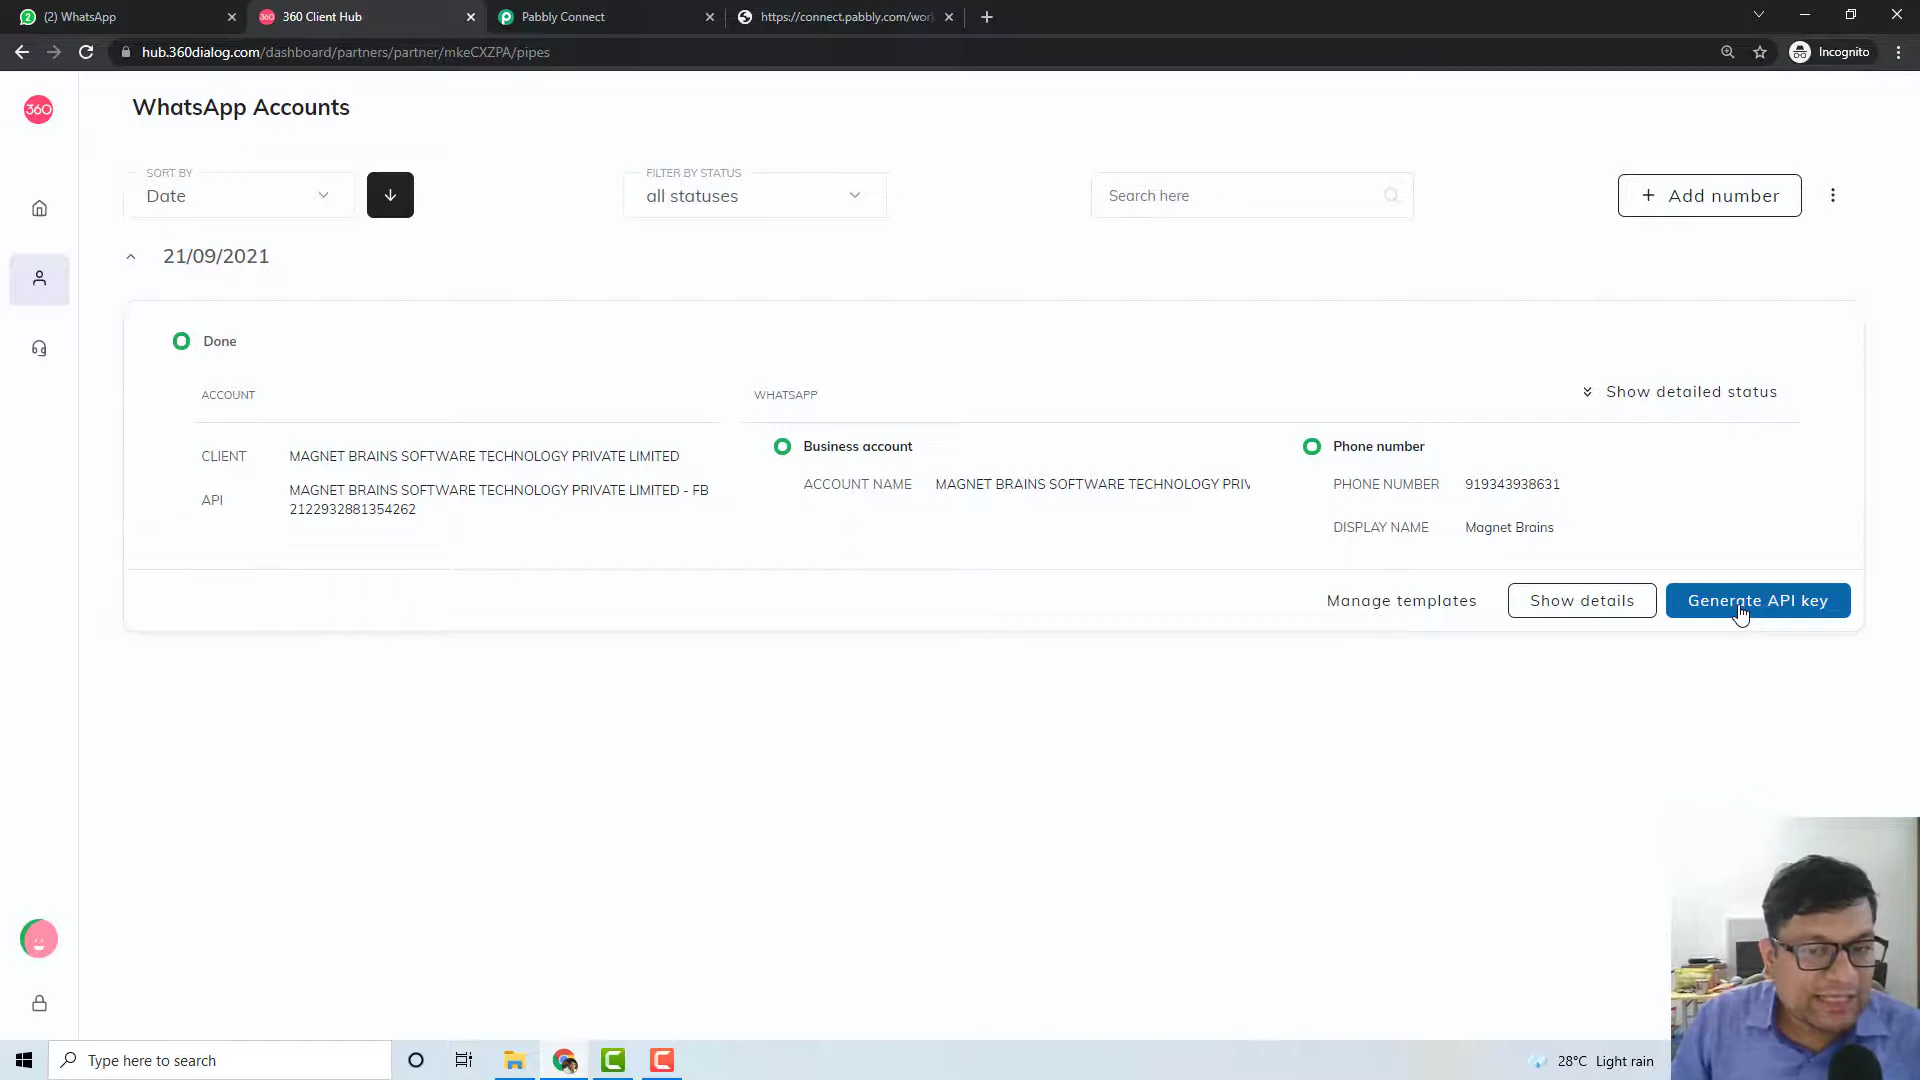 (2) WhatsApp
360 Client Hub
Pabbly Connect
https://connect.pabbly.com/wor
hub.360dialog.com/dashboard/partners/partner/mkeCXZPA/pipes
Incognito
360
WhatsApp Accounts
SORT BY
Date
FILTER BY STATUS
all statuses
Search here
+ Add number
21/09/2021
Done
ACCOUNT
WHATSAPP
Show detailed status
CLIENT MAGNET BRAINS SOFTWARE TECHNOLOGY PRIVATE LIMITED
API MAGNET BRAINS SOFTWARE TECHNOLOGY PRIVATE LIMITED - FB
2122932881354262
Business account
ACCOUNT NAME MAGNET BRAINS SOFTWARE TECHNOLOGY PRIV
Phone number
PHONE NUMBER 919343938631
DISPLAY NAME Magnet Brains
Manage templates
Show details
Generate API key
Type here to search
28°C Light rain